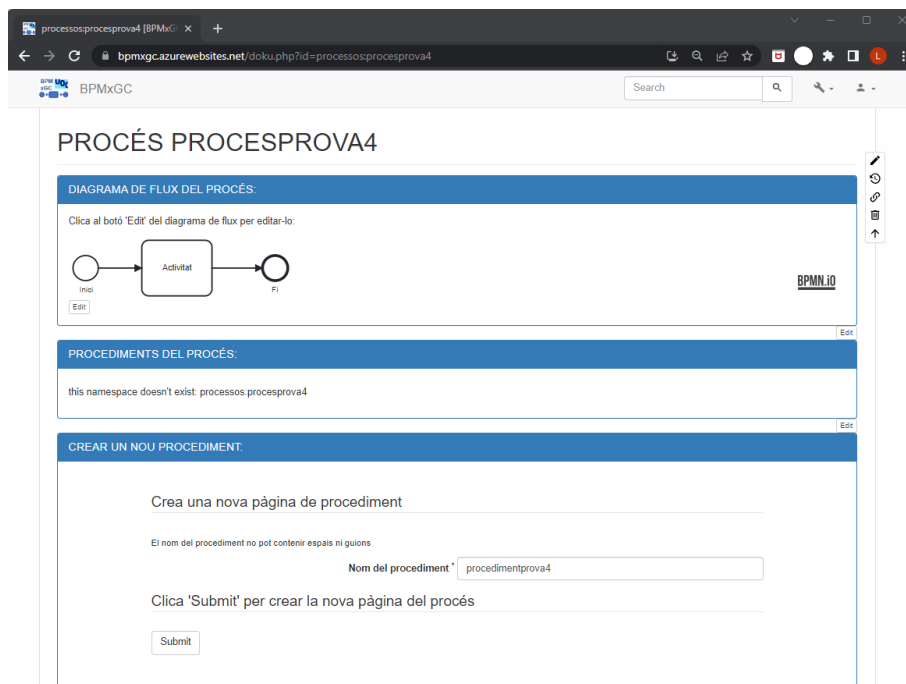 processos:procesprova4 [BPMxG
bpmxgc.azurewebsites.net/doku.php?id=processos:procesprova4
L
BPM UOC
xGC
BPMxGC
Search
PROCÉS PROCESPROVA4
DIAGRAMA DE FLUX DEL PROCÉS:
Clica al botó 'Edit' del diagrama de flux per editar-lo:
Activitat
Inici
Fi
BPMN.iO
Edit
Edit
PROCEDIMENTS DEL PROCÉS:
this namespace doesn't exist: processos:procesprova4
Edit
CREAR UN NOU PROCEDIMENT:
Crea una nova pàgina de procediment
El nom del procediment no pot contenir espais ni guions
Nom del procediment * procedimentprova4
Clica 'Submit' per crear la nova pàgina del procés
Submit